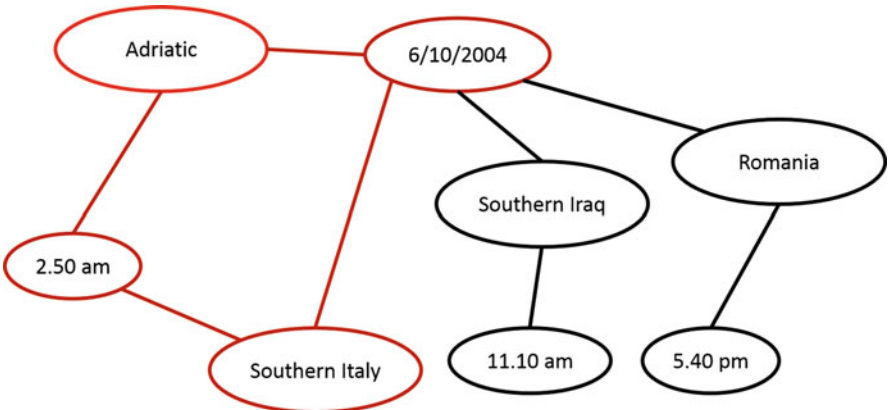 Adriatic
6/10/2004
Romania
Southern Iraq
2.50 am
Southern Italy
11.10 am
5.40 pm